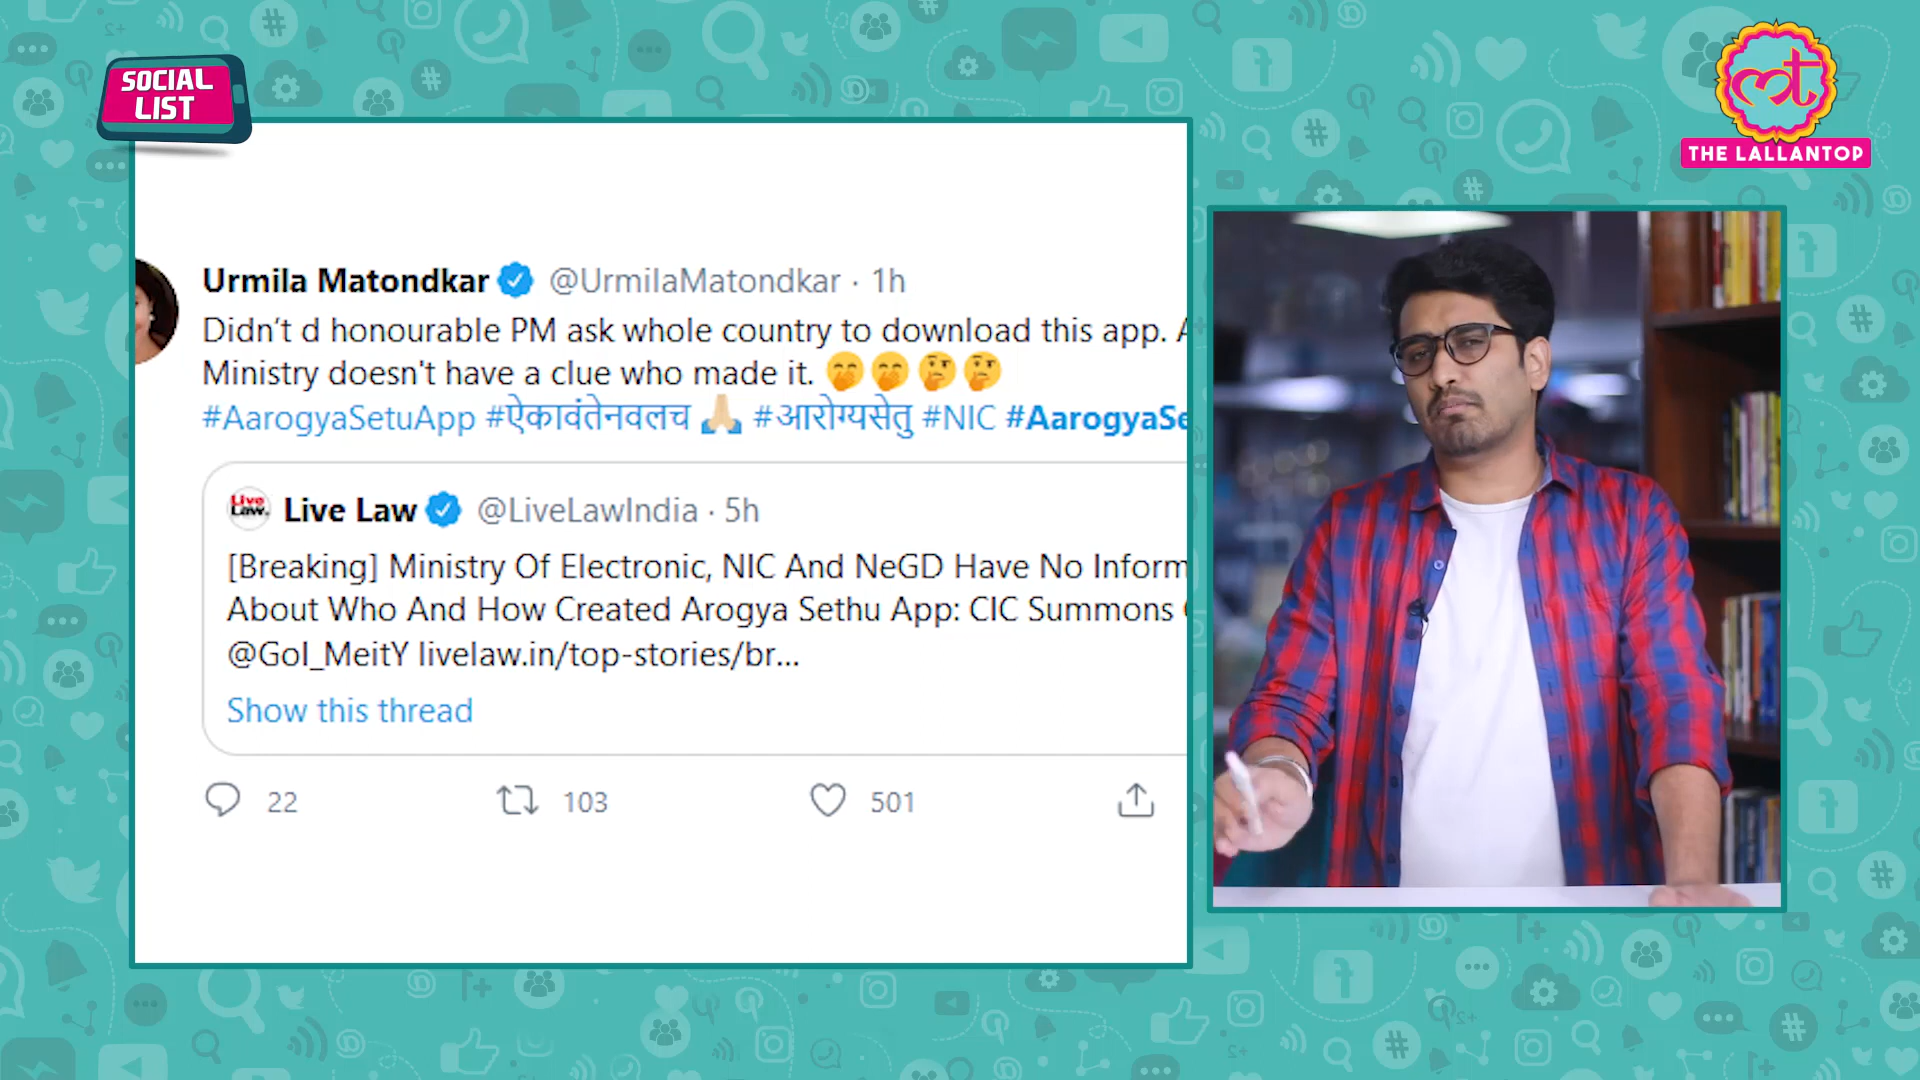 SOCIAL
LIST
THE LALLANTOP
Urmila Matondkar @UrmilaMatondkar · 1h
Didn’t d honourable PM ask whole country to download this app. A
Ministry doesn't have a clue who made it. 🤭🤭🤔🤔
#AarogyaSetuApp #ऐकावंतेनवलच 🙏🏻 #आरोग्यसेतु #NIC #AarogyaSe
Live Law @LiveLawIndia · 5h
[Breaking] Ministry Of Electronic, NIC And NeGD Have No Inform
About Who And How Created Arogya Sethu App: CIC Summons
@GoI_MeitY livelaw.in/top-stories/br...
Show this thread
22 103 501